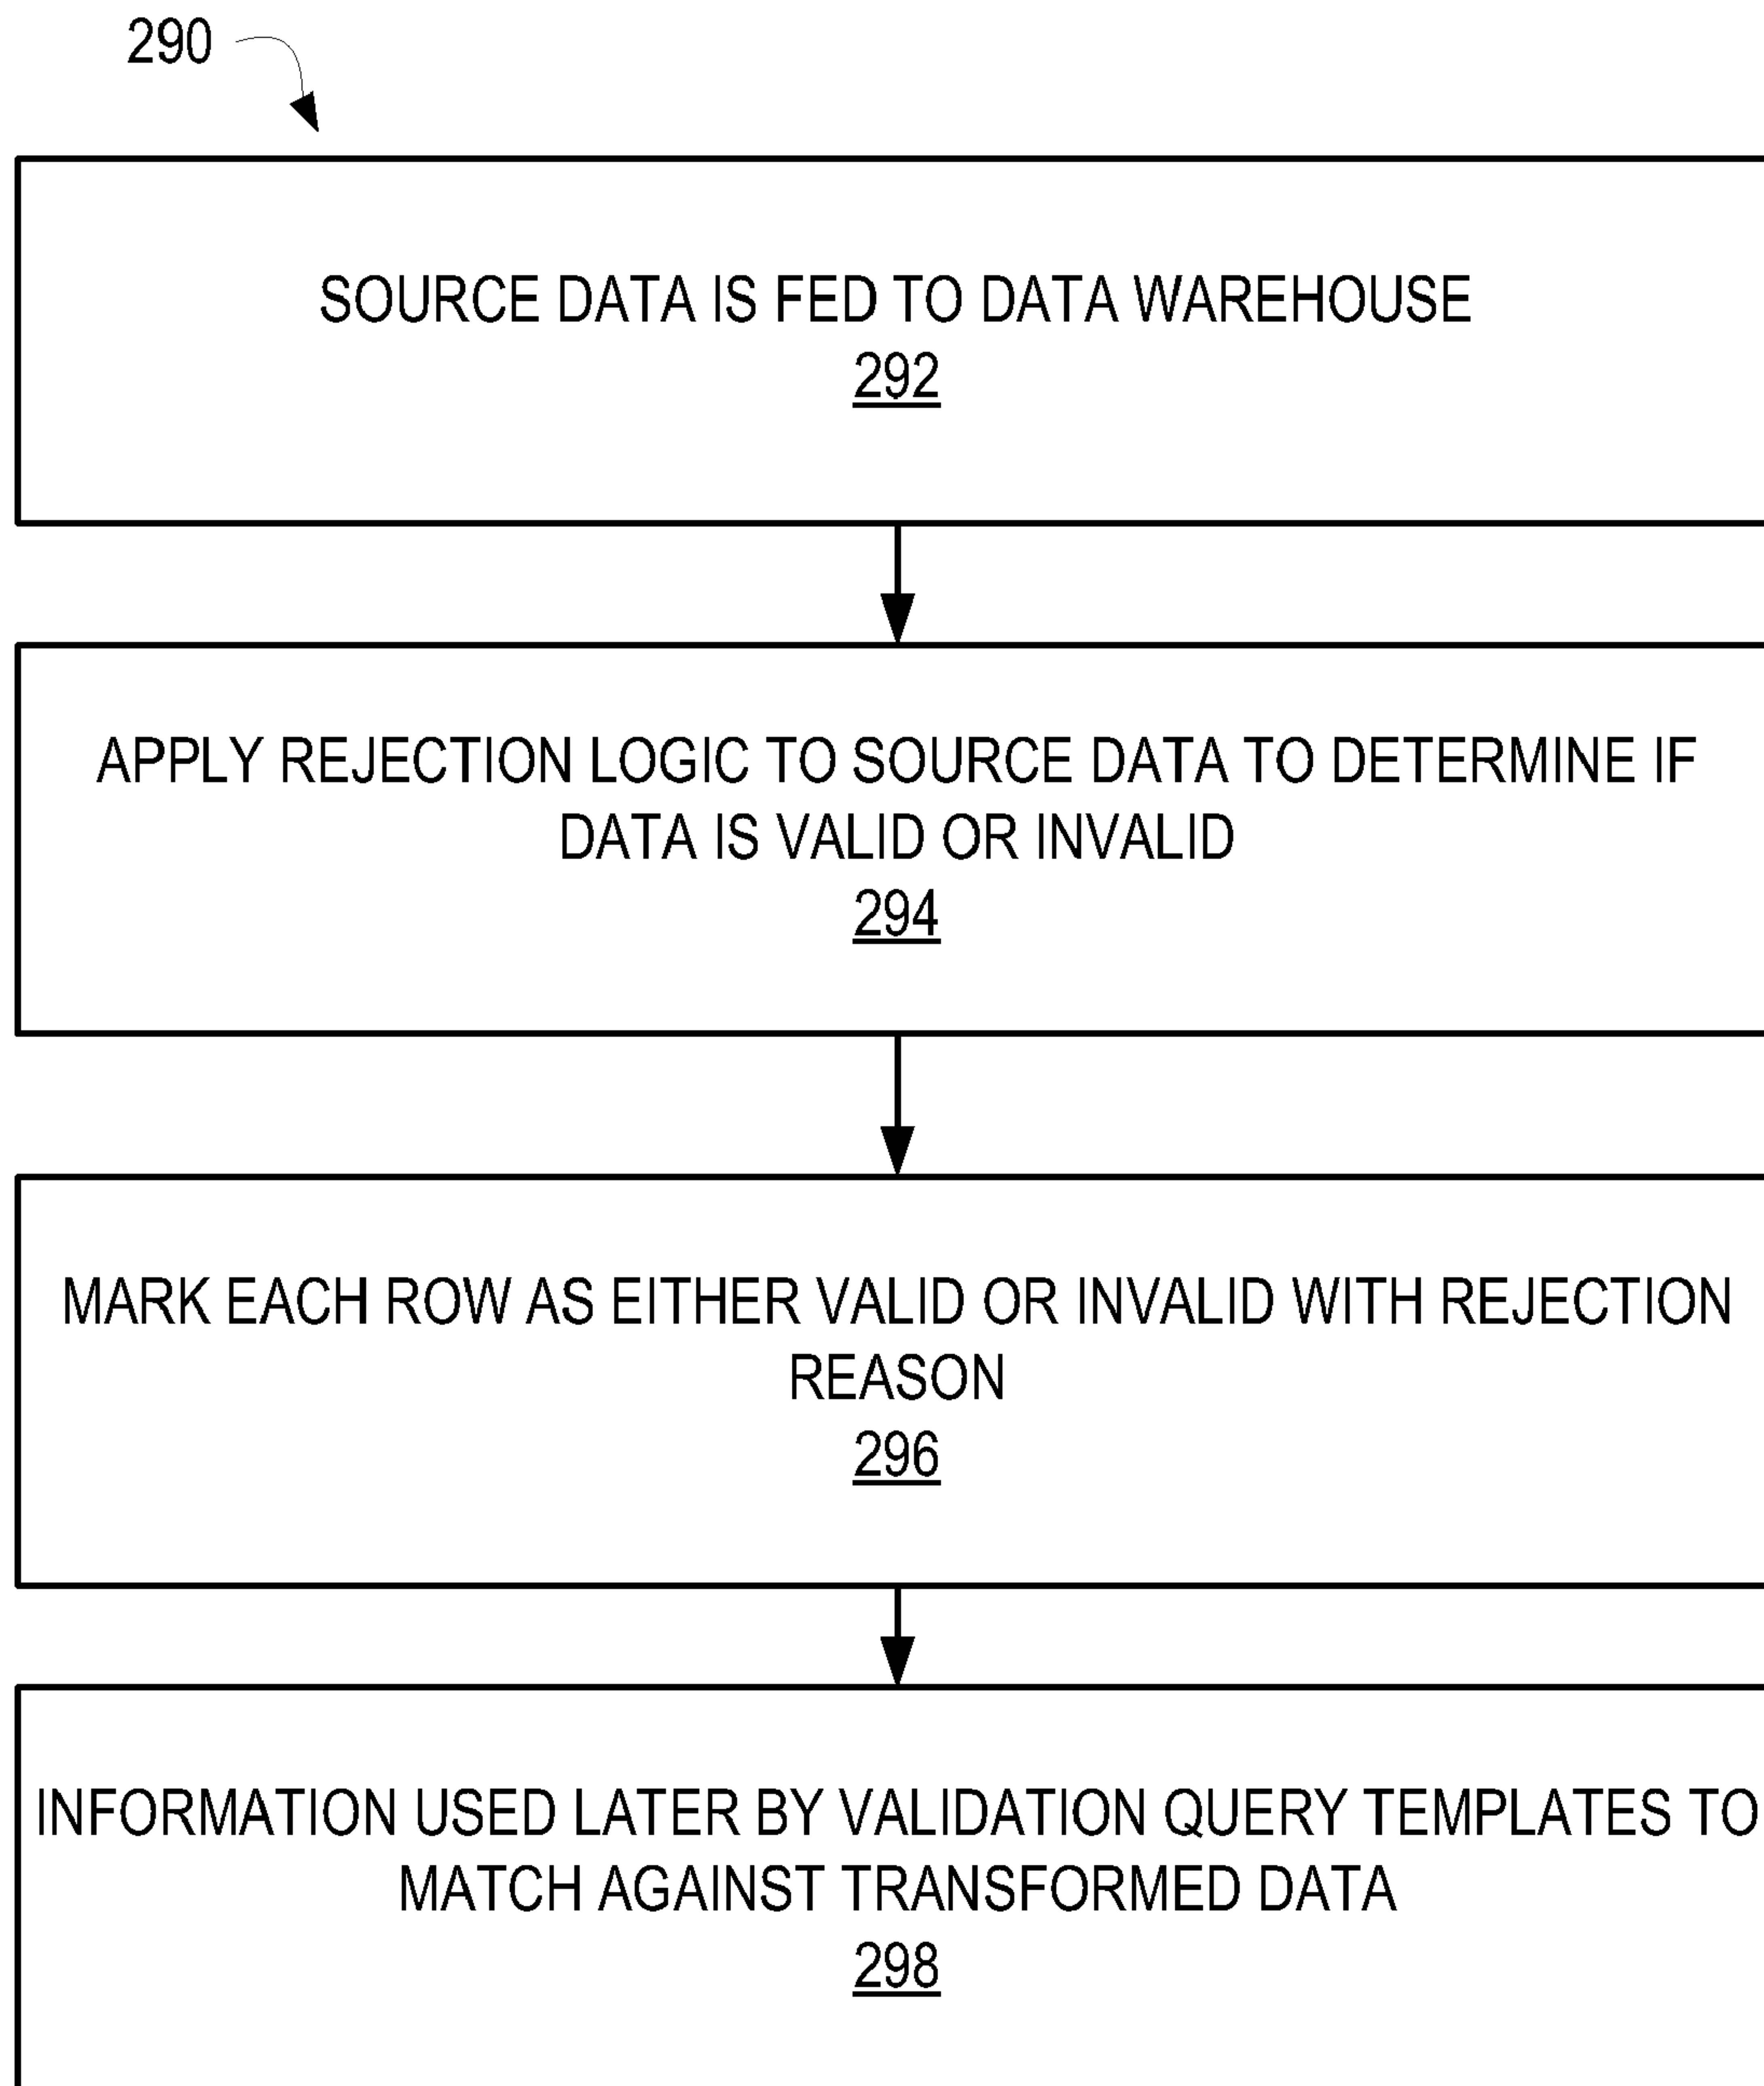 290
SOURCE DATA IS FED TO DATA WAREHOUSE
292
APPLY REJECTION LOGIC TO SOURCE DATA TO DETERMINE IF
DATA IS VALID OR INVALID
294
MARK EACH ROW AS EITHER VALID OR INVALID WITH REJECTION
REASON
296
INFORMATION USED LATER BY VALIDATION QUERY TEMPLATES TO
MATCH AGAINST TRANSFORMED DATA
298